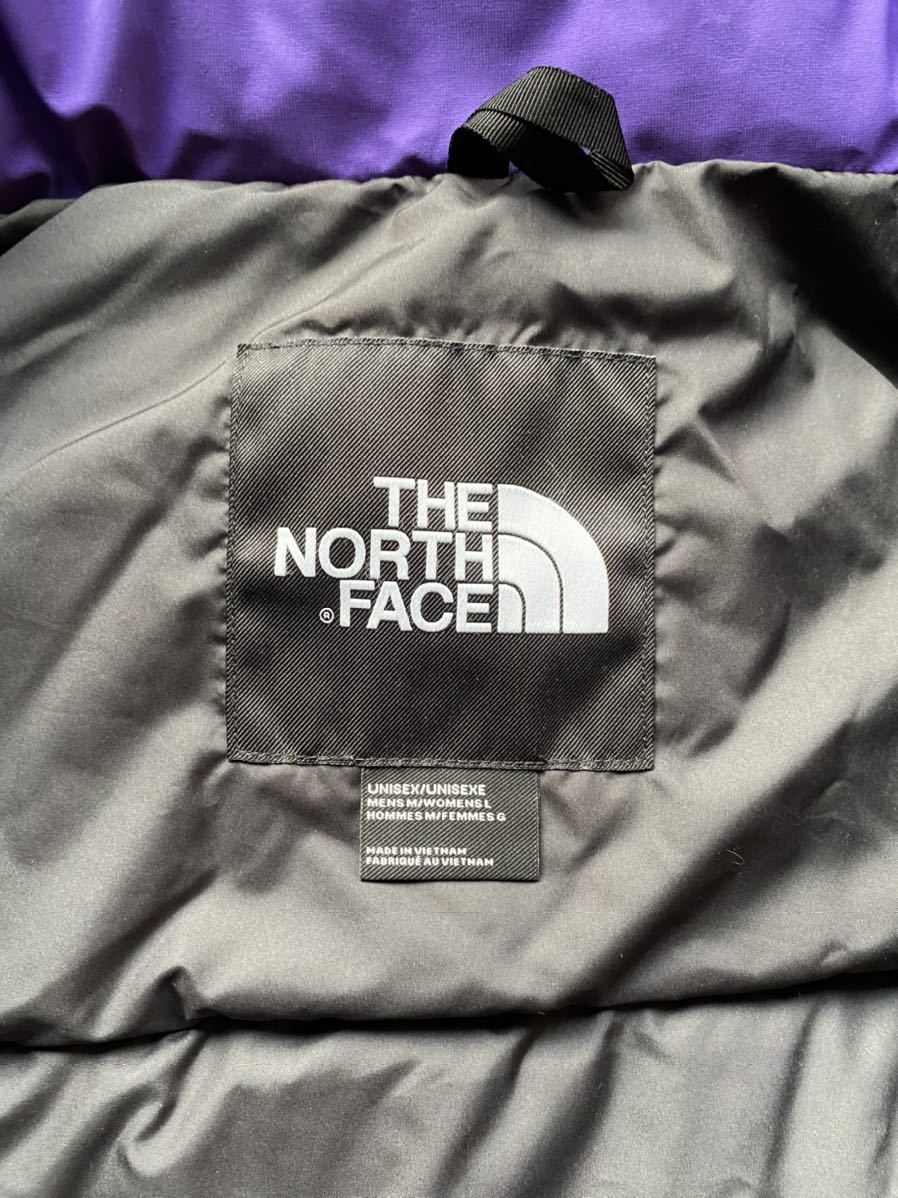 THE
NORTH
® FACE
UNISEX/UNISEXE
MENS M/WOMENS L
HOMMES M/FEMMES G
MADE IN VIETNAM
FABRIQUÉ AU VIETNAM